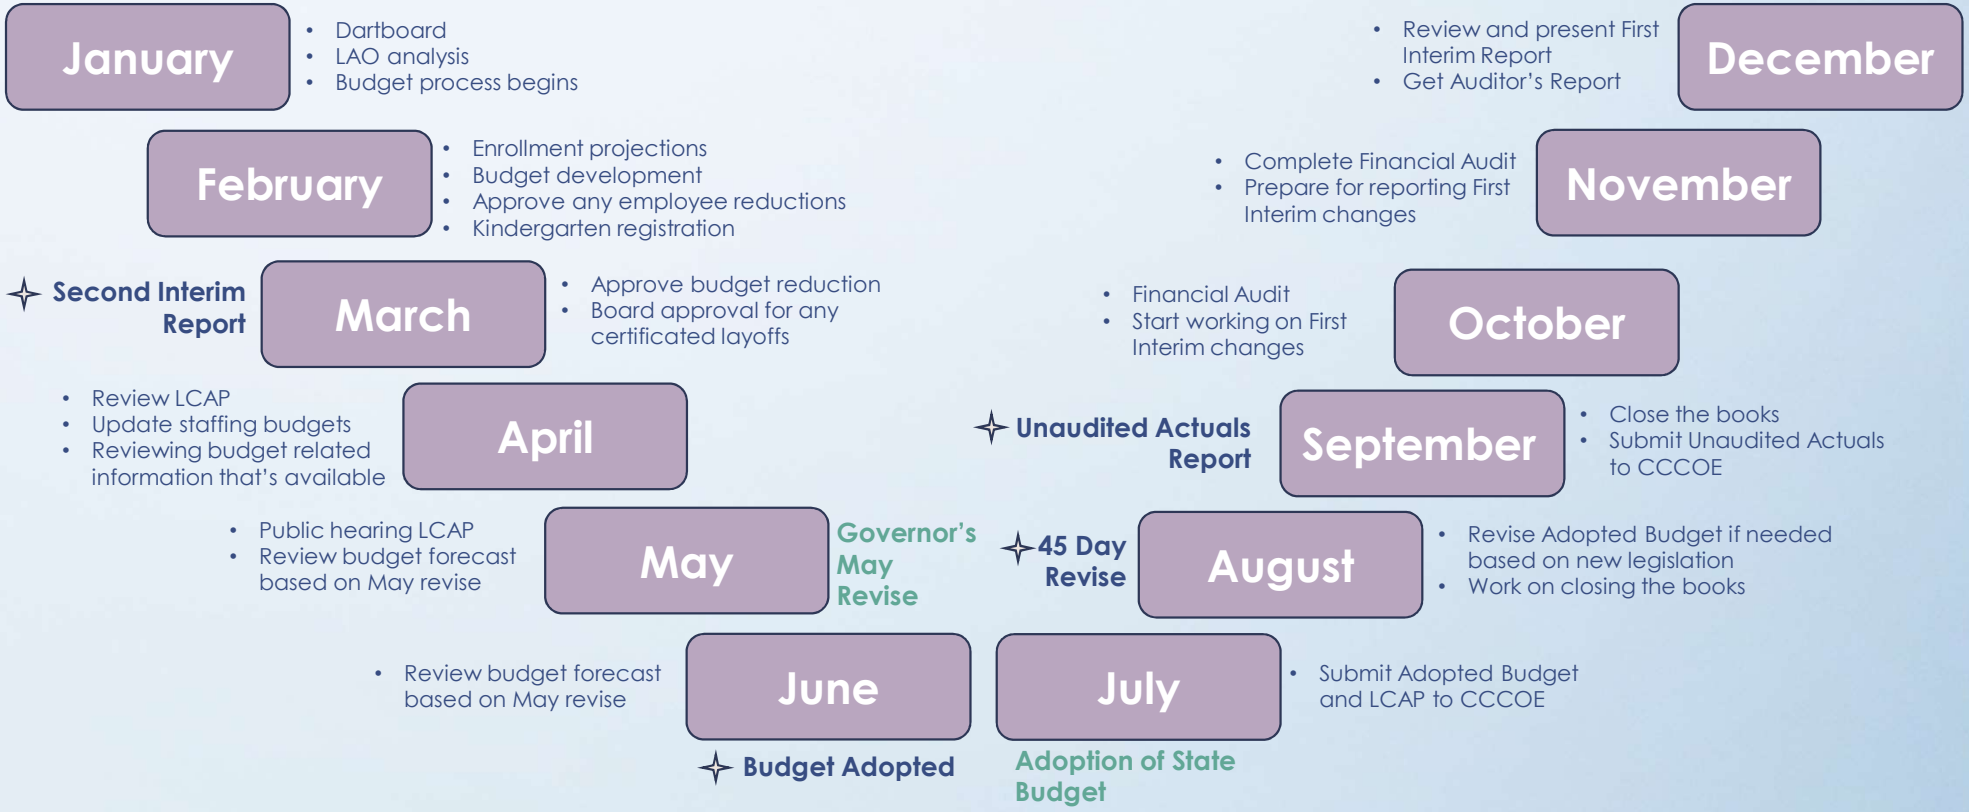 January
• Dartboard
• LAO analysis
• Budget process begins
February
• Enrollment projections
• Budget development
• Approve any employee reductions
• Kindergarten registration
Second Interim
Report
March
• Approve budget reduction
• Board approval for any
certificated layoffs
• Review LCAP
• Update staffing budgets
• Reviewing budget related
information that's available
April
• Public hearing LCAP
• Review budget forecast
based on May revise
May
Governor's
May
Revise
• Review budget forecast
based on May revise
June
Budget Adopted
July
• Submit Adopted Budget
and LCAP to CCCOE
Adoption of State
Budget
45 Day
Revise
August
• Revise Adopted Budget if needed
based on new legislation
• Work on closing the books
Unaudited Actuals
Report
September
• Close the books
• Submit Unaudited Actuals
to CCCOE
• Financial Audit
• Start working on First
Interim changes
October
• Complete Financial Audit
• Prepare for reporting First
Interim changes
November
• Review and present First
Interim Report
• Get Auditor's Report
December